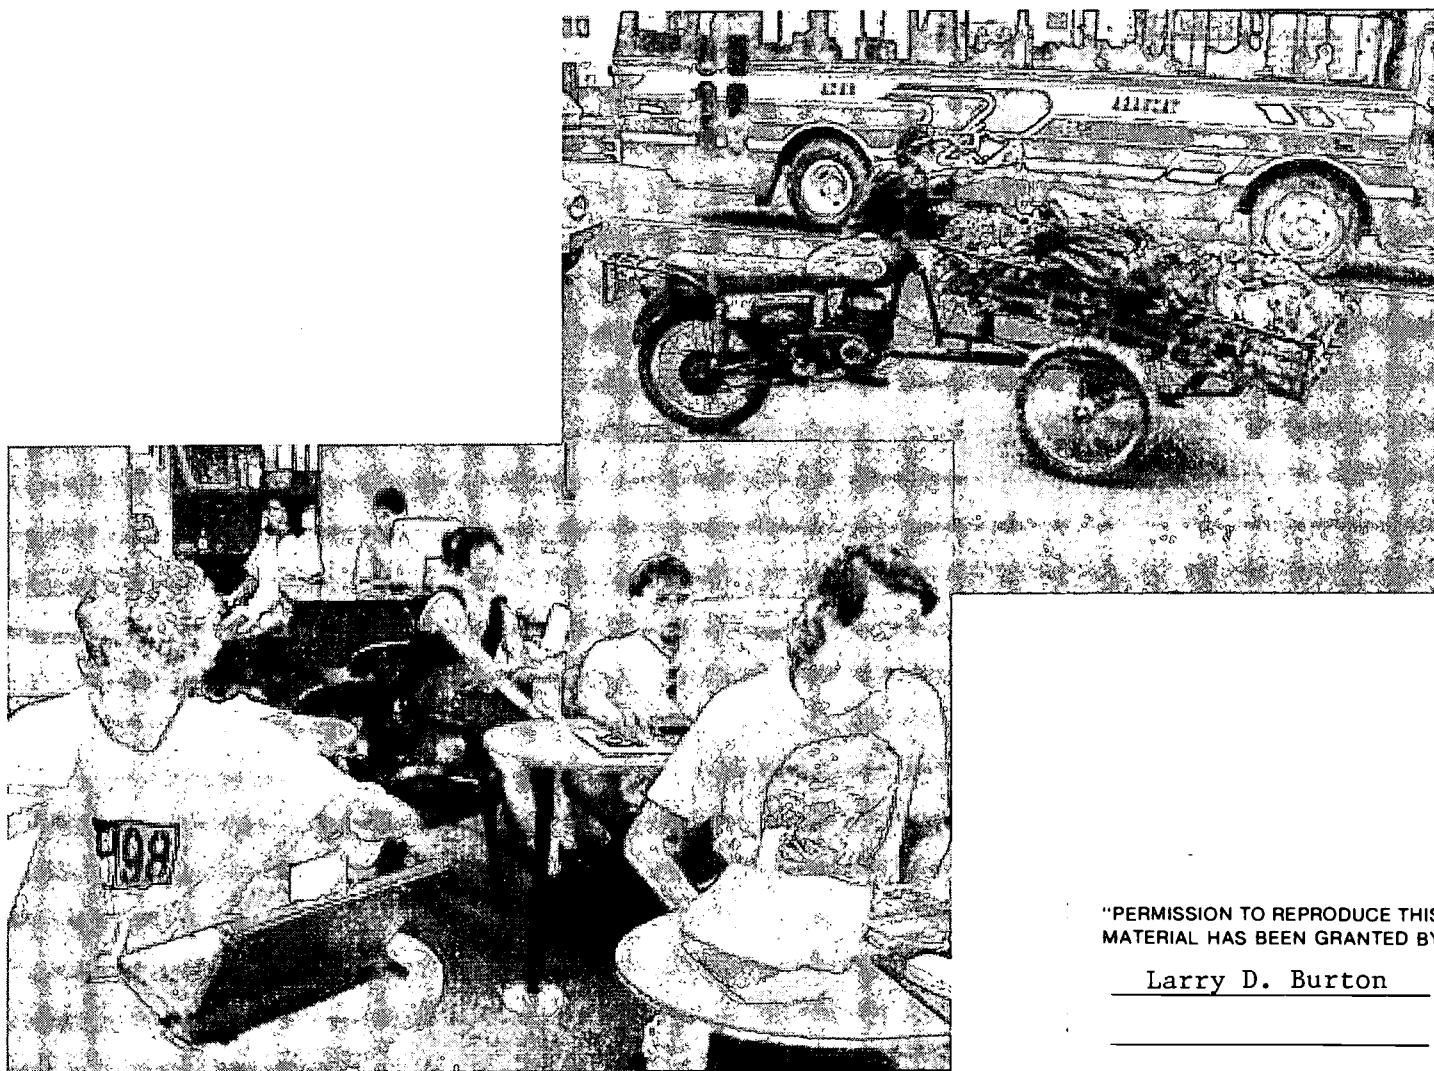 98
"PERMISSION TO REPRODUCE THIS
MATERIAL HAS BEEN GRANTED BY
Larry D. Burton